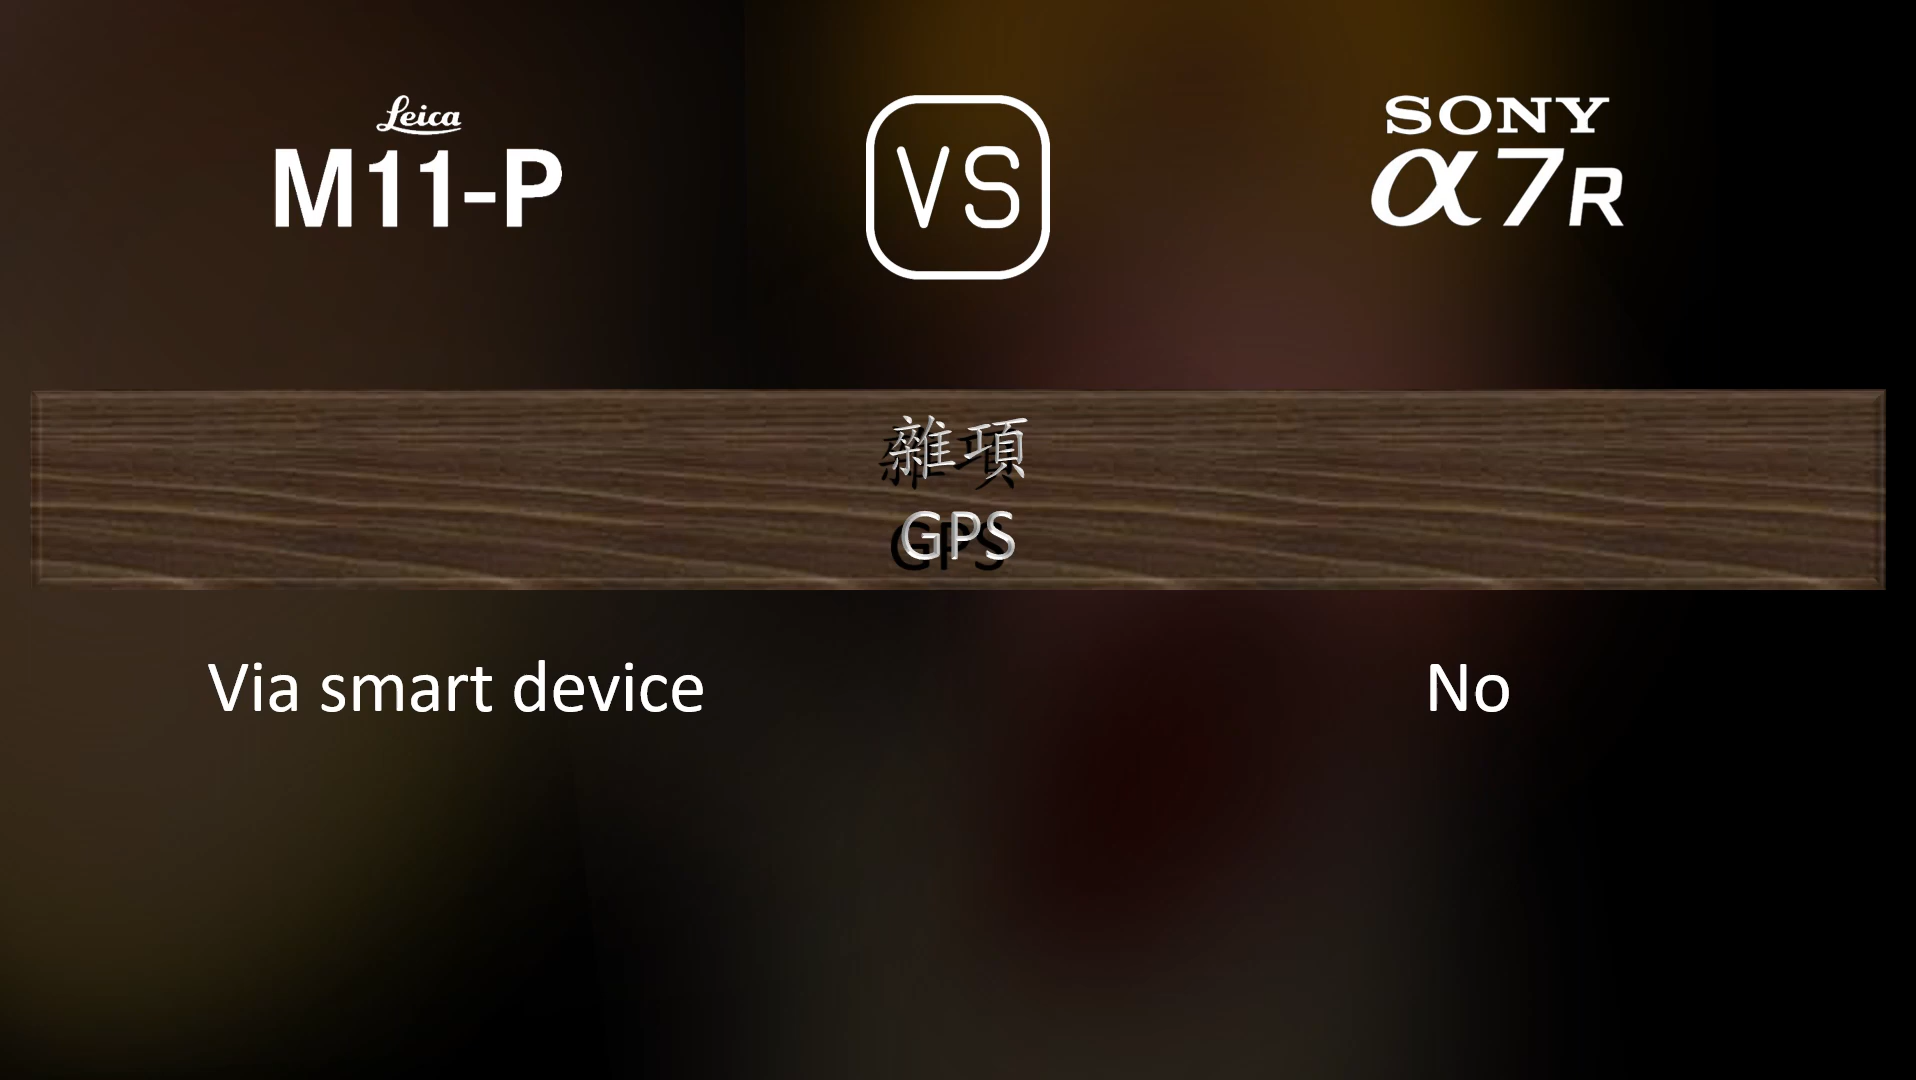 Leica
M11-P
VS
SONY
α7R
雜項
GPS
Via smart device
No